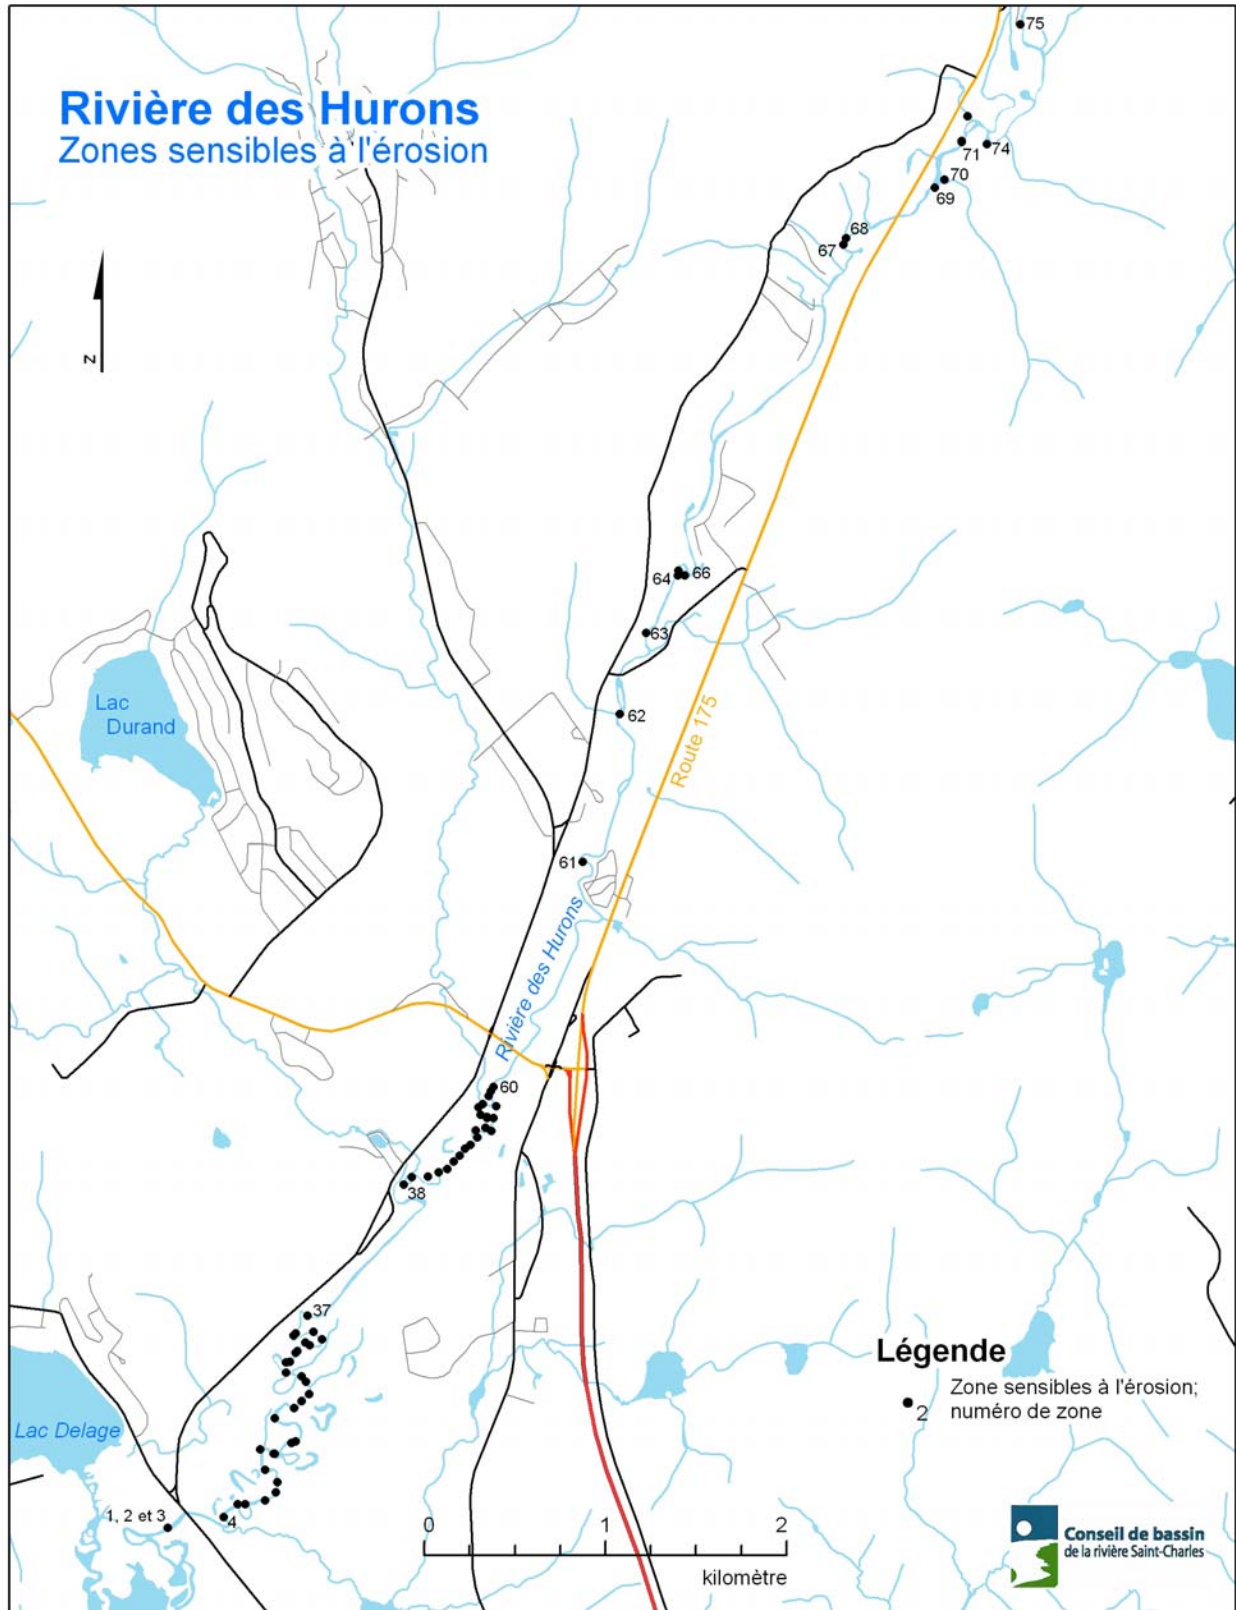 75
Rivière des Hurons
Zones sensibles à l'érosion
71
74
70
69
68
67
z
64
66
63
Lac
Durand
62
Route 175
61
Rivière des Hurons
60
38
37
Légende
Zone sensibles à l'érosion;
2
numéro de zone
Lac Delage
1, 2 et 3
4
0 1 2
kilomètre
Conseil de bassin
de la rivière Saint-Charles